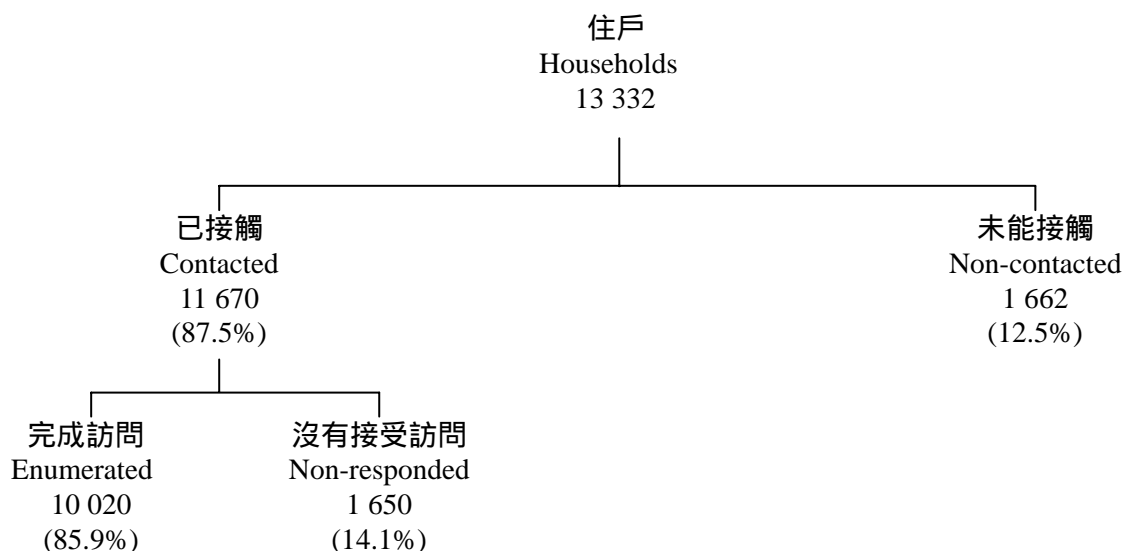 住戶
Households
13 332
已接觸
Contacted
11 670
(87.5%)
未能接觸
Non-contacted
1 662
(12.5%)
完成訪問
Enumerated
10 020
(85.9%)
沒有接受訪問
Non-responded
1 650
(14.1%)